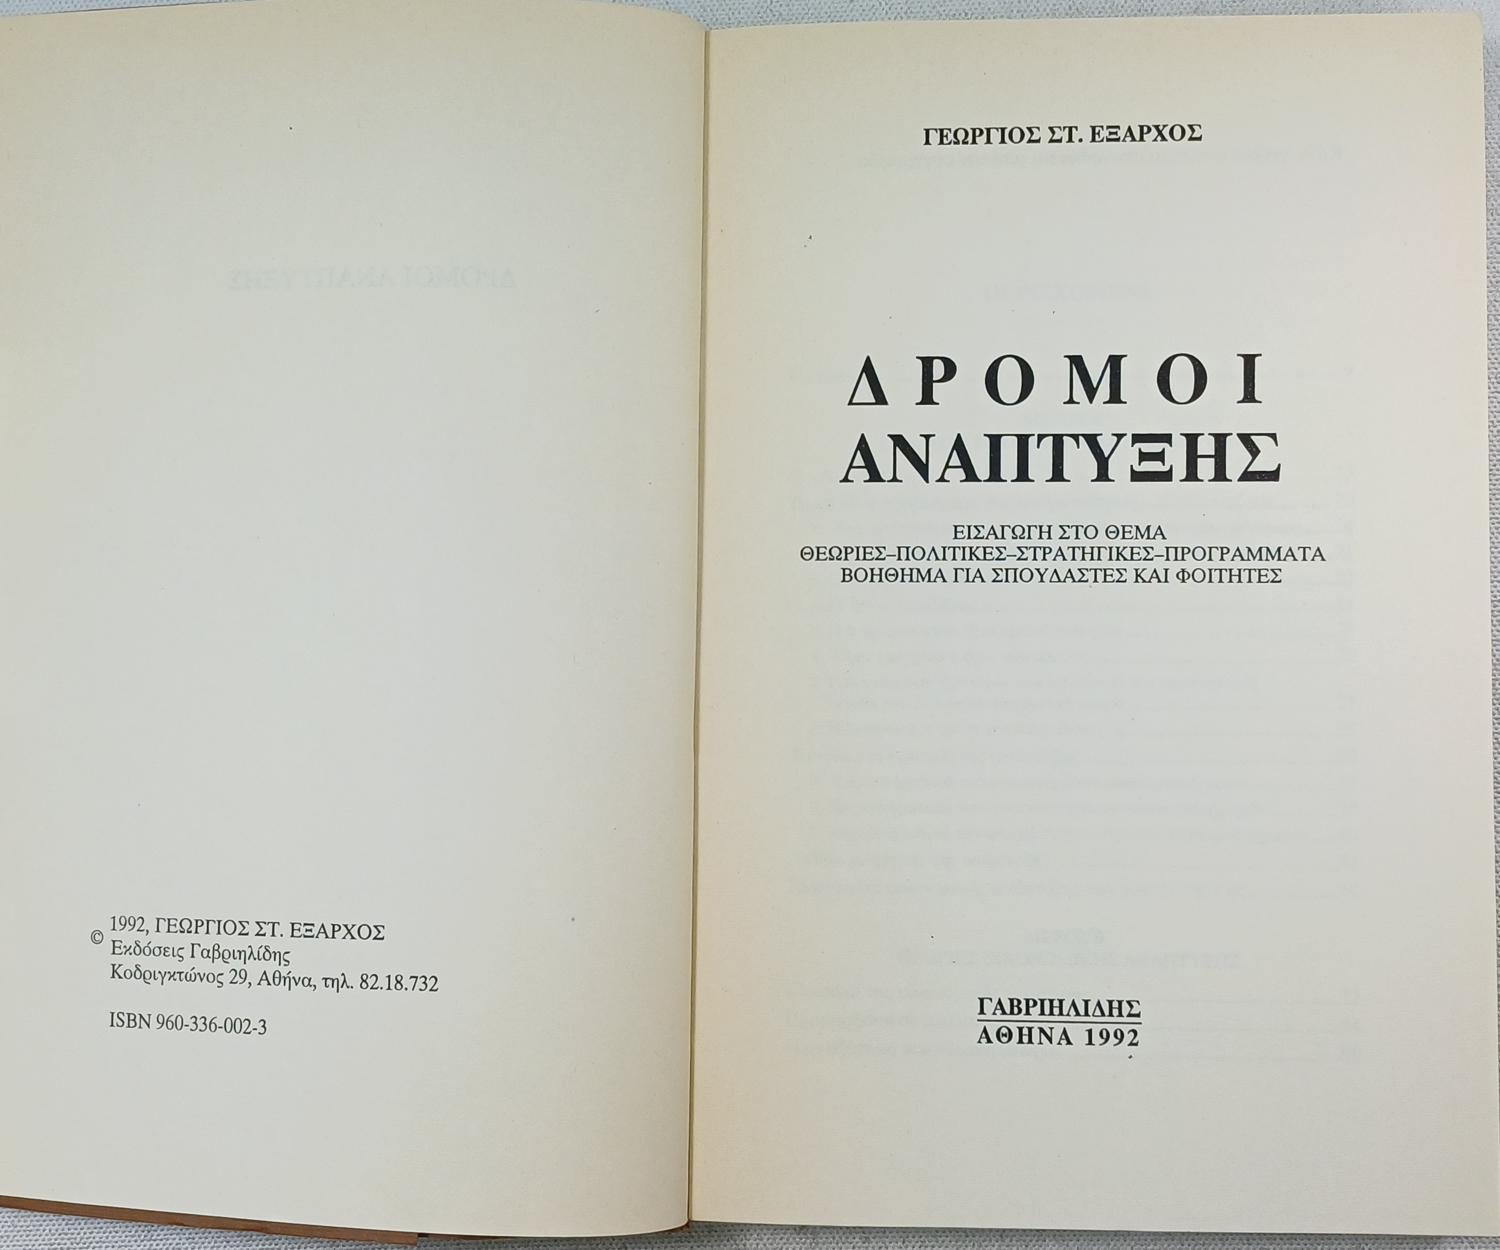 1992, ΓΕΩΡΓΙΟΣ ΣΤ. ΕΞΑΡΧΟΣ
© Εκδόσεις Γαβριηλίδης
Κοδριγκτώνος 29, Αθήνα, τηλ. 82.18.732
ISBN 960-336-002-3
ΓΕΩΡΓΙΟΣ ΣΤ. ΕΞΑΡΧΟΣ
ΔΡΟΜΟΙ
ΑΝΑΠΤΥΞΗΣ
ΕΙΣΑΓΩΓΗ ΣΤΟ ΘΕΜΑ
ΘΕΩΡΙΕΣ–ΠΟΛΙΤΙΚΕΣ–ΣΤΡΑΤΗΓΙΚΕΣ–ΠΡΟΓΡΑΜΜΑΤΑ
ΒΟΗΘΗΜΑ ΓΙΑ ΣΠΟΥΔΑΣΤΕΣ ΚΑΙ ΦΟΙΤΗΤΕΣ
ΓΑΒΡΙΗΛΙΔΗΣ
ΑΘΗΝΑ 1992